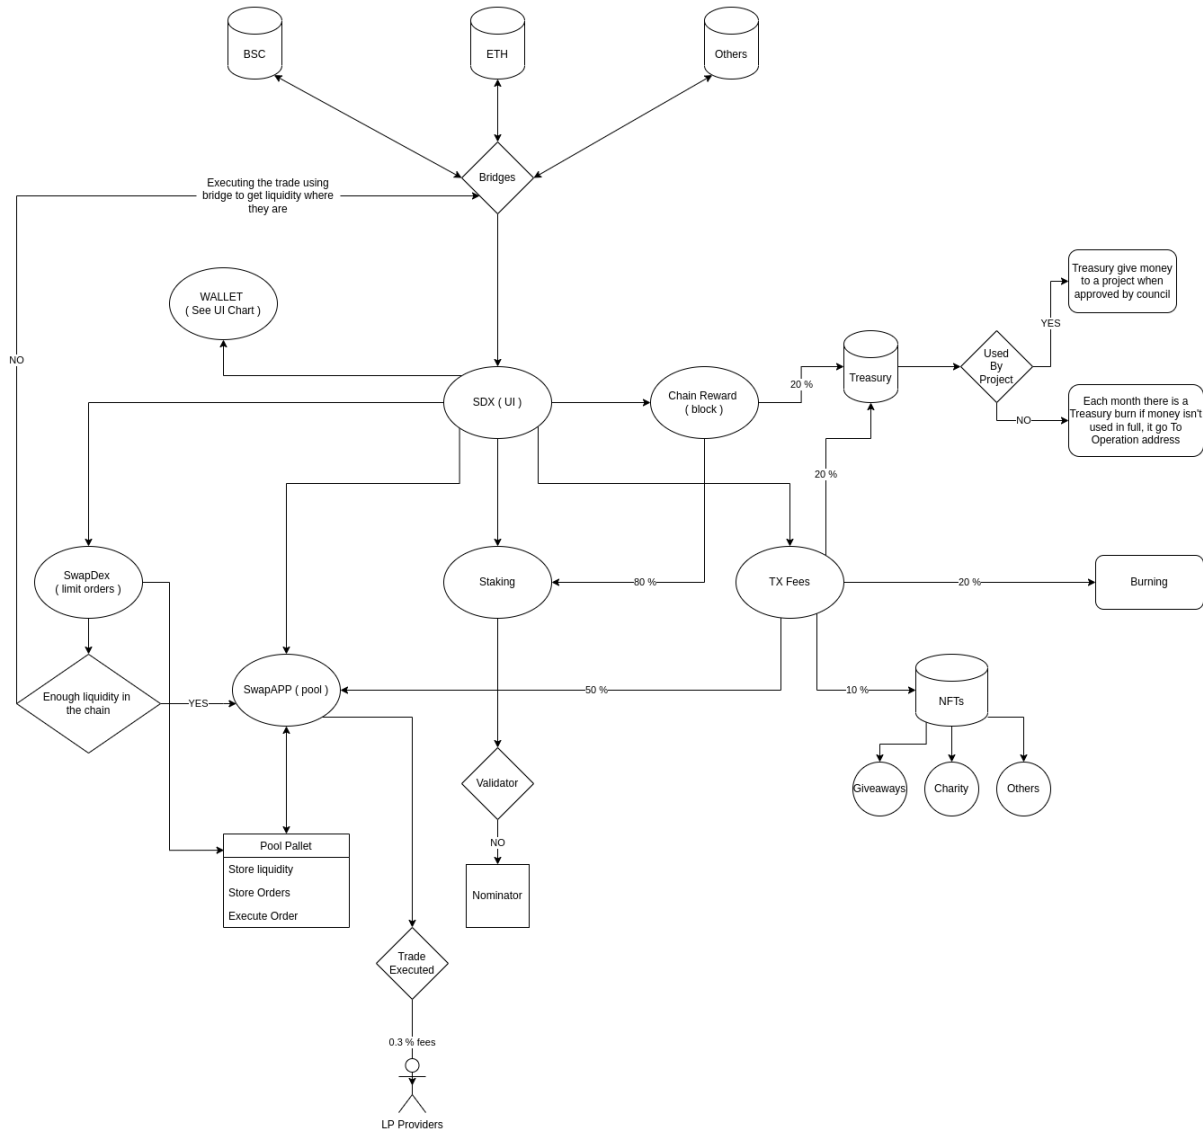 BSC
ETH
Others
Bridges
Executing the trade using
bridge to get liquidity where
they are
WALLET
( See UI Chart )
NO
SDX ( UI )
Chain Reward
( block )
20 %
Treasury
Used
By
Project
YES
Treasury give money
to a project when
approved by council
NO
Each month there is a
Treasury burn if money isn't
used in full, it go To
Operation address
20 %
SwapDex
( limit orders )
Staking
80 %
TX Fees
20 %
Burning
Enough liquidity in
the chain
YES
SwapAPP ( pool )
50 %
10 %
NFTs
Giveaways
Charity
Others
Validator
NO
Nominator
Pool Pallet
Store liquidity
Store Orders
Execute Order
Trade
Executed
0.3 % fees
LP Providers